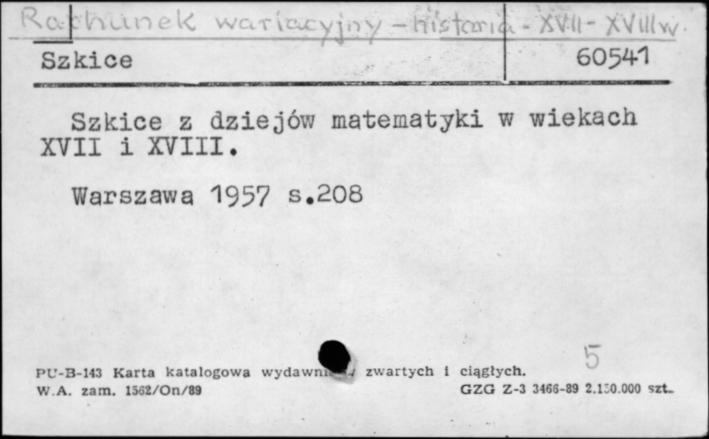 Rachunek wariacyjny - historia - XVII - XVIII w.
Szkice 60541
Szkice z dziejów matematyki w wiekach
XVII i XVIII.
Warszawa 1957 s.208
5
PU-B-143 Karta katalogowa zwartych i ciągłych.
W.A. zam. 1562/On/89 GZG Z-3 3466-89 2.150.000 szt.